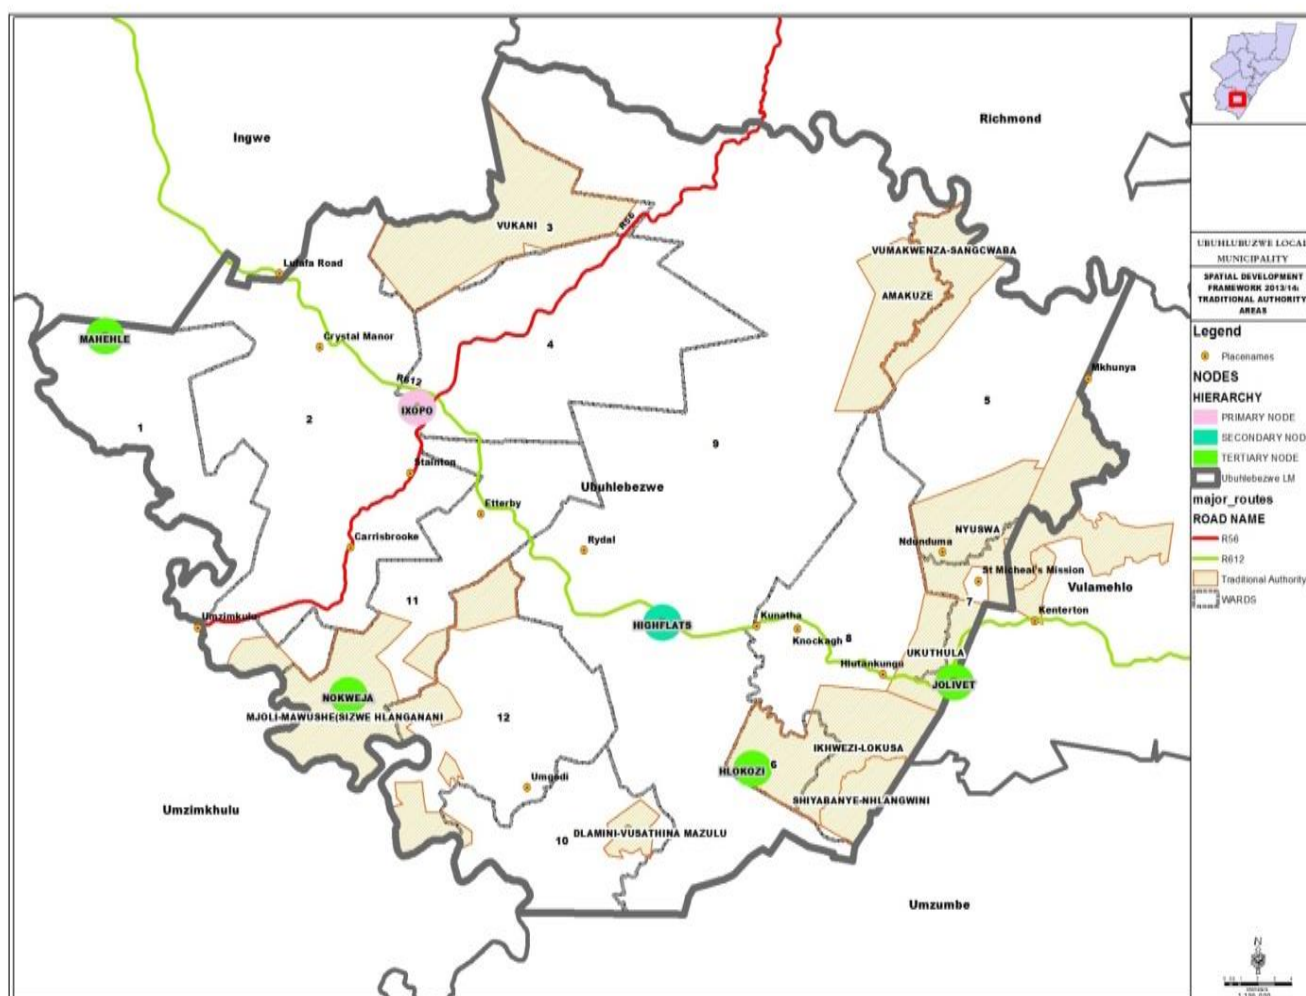 Ingwe
Richmond
VUKANI
3
R56
VUMAKWENZA-SANGCWABA
Lufafa Road
AMAKUZE
MAHEHLE
Crystal Manor
4
Mkhunya
R612
IXOPO
5
1
2
9
Stainton
Ubuhlebezwe
Etterby
NYUSWA
Carrisbrooke
Rydal
Ndunduma
St Micheal's Mission
Vulamehlo
11
7
Umzimkulu
HIGHFLATS
Kunatha
Knockagh
8
Kenterton
UKUTHULA
Hlutankungu
JOLIVET
NOKWEJA
MJOLI-MAWUSHE(SIZWE HLANGANANI
12
IKHWEZI-LOKUSA
HLOKOZI
6
Umgodi
SHIYABANYE-NHLANGWINI
Umzimkhulu
10
DLAMINI-VUSATHINA MAZULU
Umzumbe
UBUHLUBUZWE LOCAL
MUNICIPALITY
SPATIAL DEVELOPMENT
FRAMEWORK 2013/14:
TRADITIONAL AUTHORITY
AREAS
Legend
Placenames
NODES
HIERARCHY
PRIMARY NODE
SECONDARY NOD
TERTIARY NODE
Ubuhlebezwe LM
major_routes
ROAD NAME
R56
R612
Traditional Authority
WARDS
N